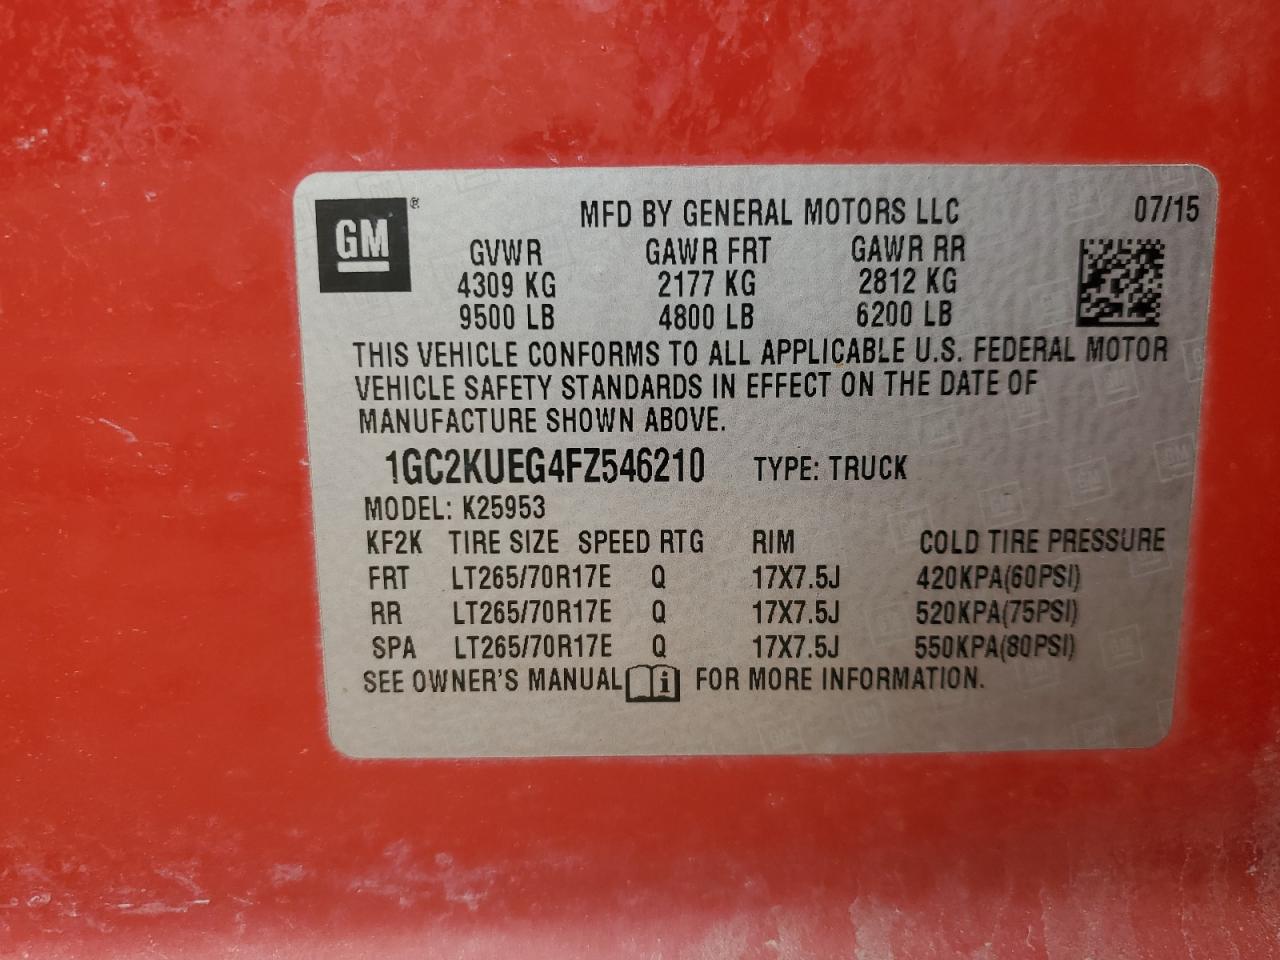 GM®
MFD BY GENERAL MOTORS LLC 07/15
GVWR GAWR FRT GAWR RR
4309 KG 2177 KG 2812 KG
9500 LB 4800 LB 6200 LB
THIS VEHICLE CONFORMS TO ALL APPLICABLE U.S. FEDERAL MOTOR
VEHICLE SAFETY STANDARDS IN EFFECT ON THE DATE OF
MANUFACTURE SHOWN ABOVE.
1GC2KUEG4FZ546210 TYPE: TRUCK
MODEL: K25953
KF2K TIRE SIZE SPEED RTG RIM COLD TIRE PRESSURE
FRT LT265/70R17E Q 17X7.5J 420KPA(60PSI)
RR LT265/70R17E Q 17X7.5J 520KPA(75PSI)
SPA LT265/70R17E Q 17X7.5J 550KPA(80PSI)
SEE OWNER'S MANUAL i FOR MORE INFORMATION.